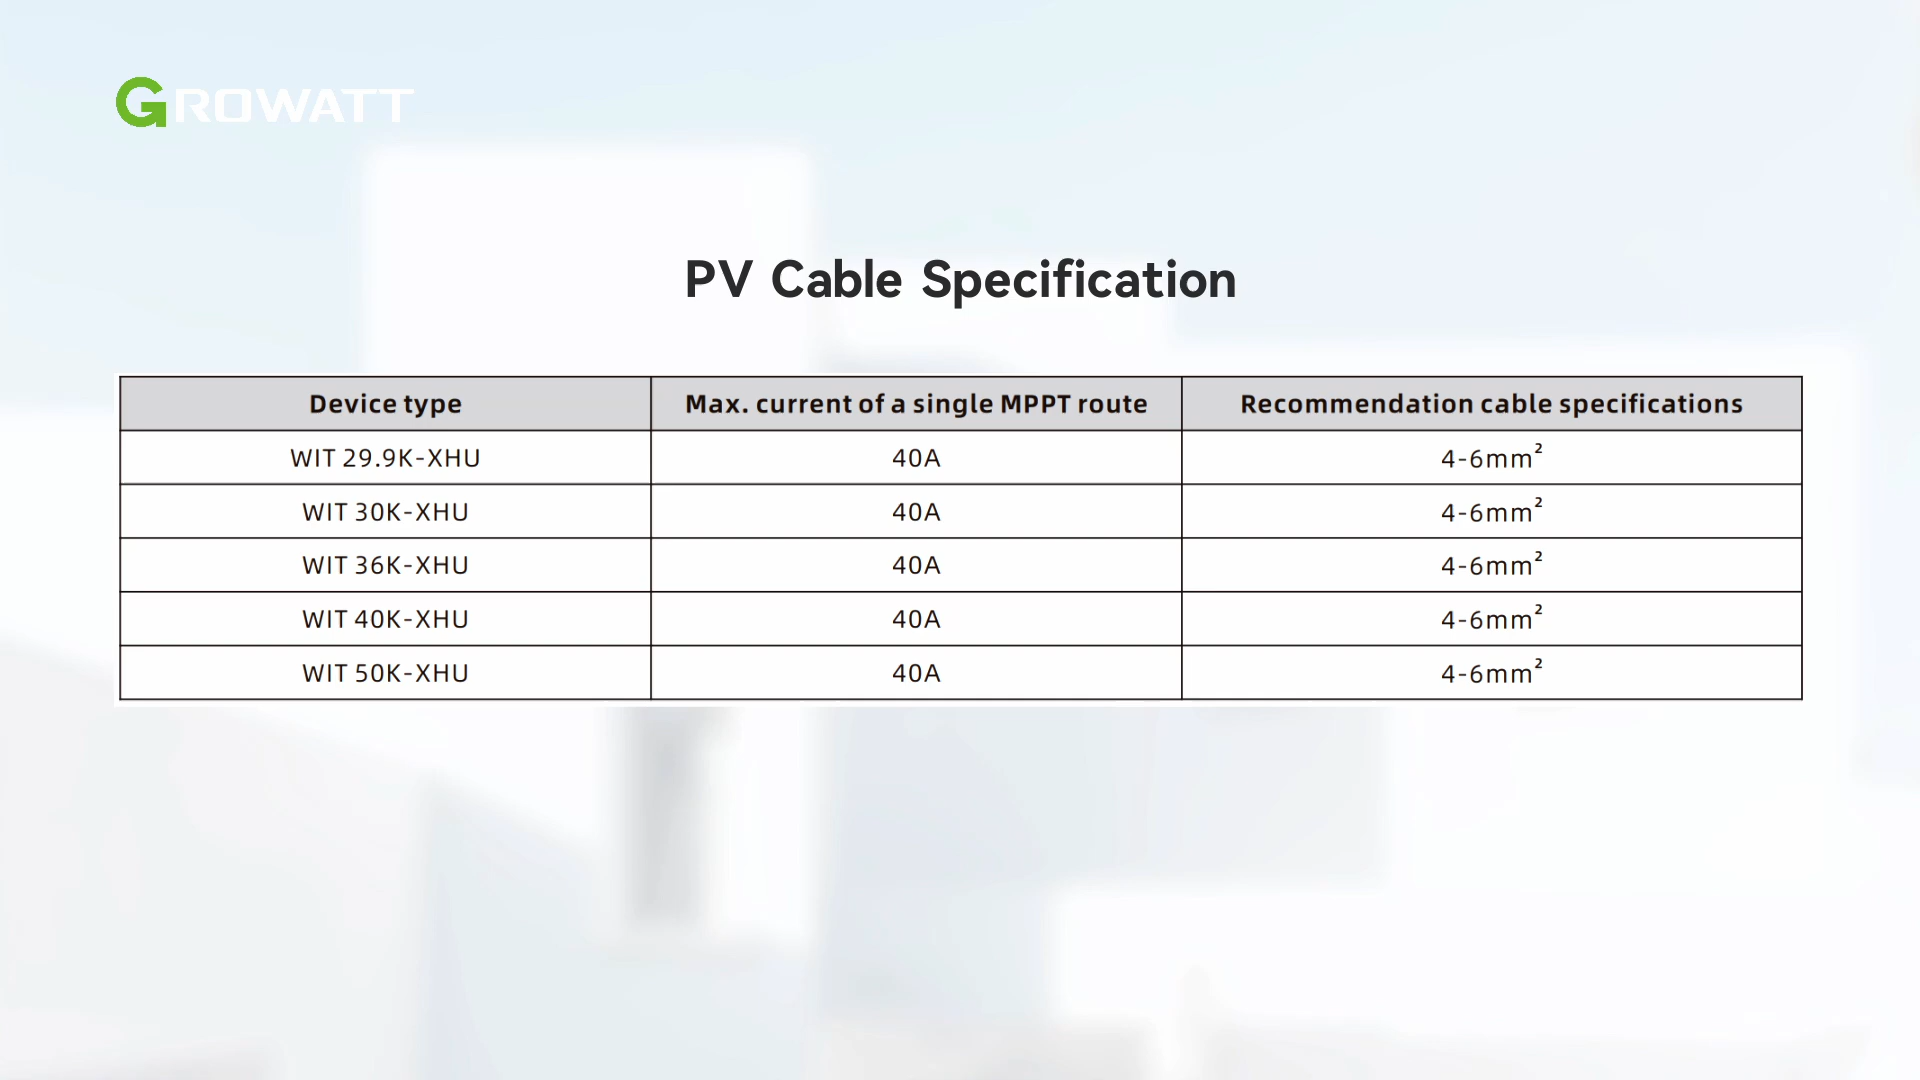 GROWATT
PV Cable Specification
Device type Max. current of a single MPPT route Recommendation cable specifications
WIT 29.9K-XHU 40A 4-6mm²
WIT 30K-XHU 40A 4-6mm²
WIT 36K-XHU 40A 4-6mm²
WIT 40K-XHU 40A 4-6mm²
WIT 50K-XHU 40A 4-6mm²